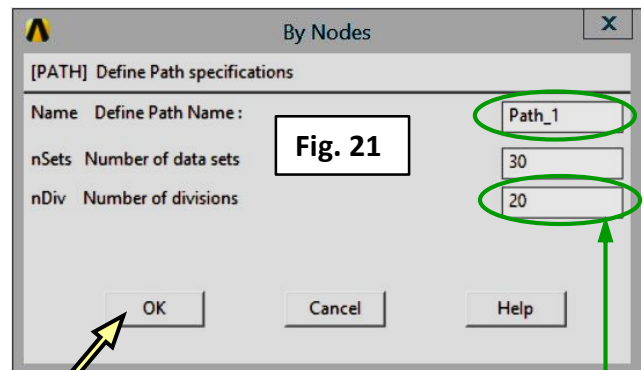 By Nodes
X
[PATH] Define Path specifications
Name Define Path Name : Path_1
Fig. 21
nSets Number of data sets 30
nDiv Number of divisions 20
OK Cancel Help